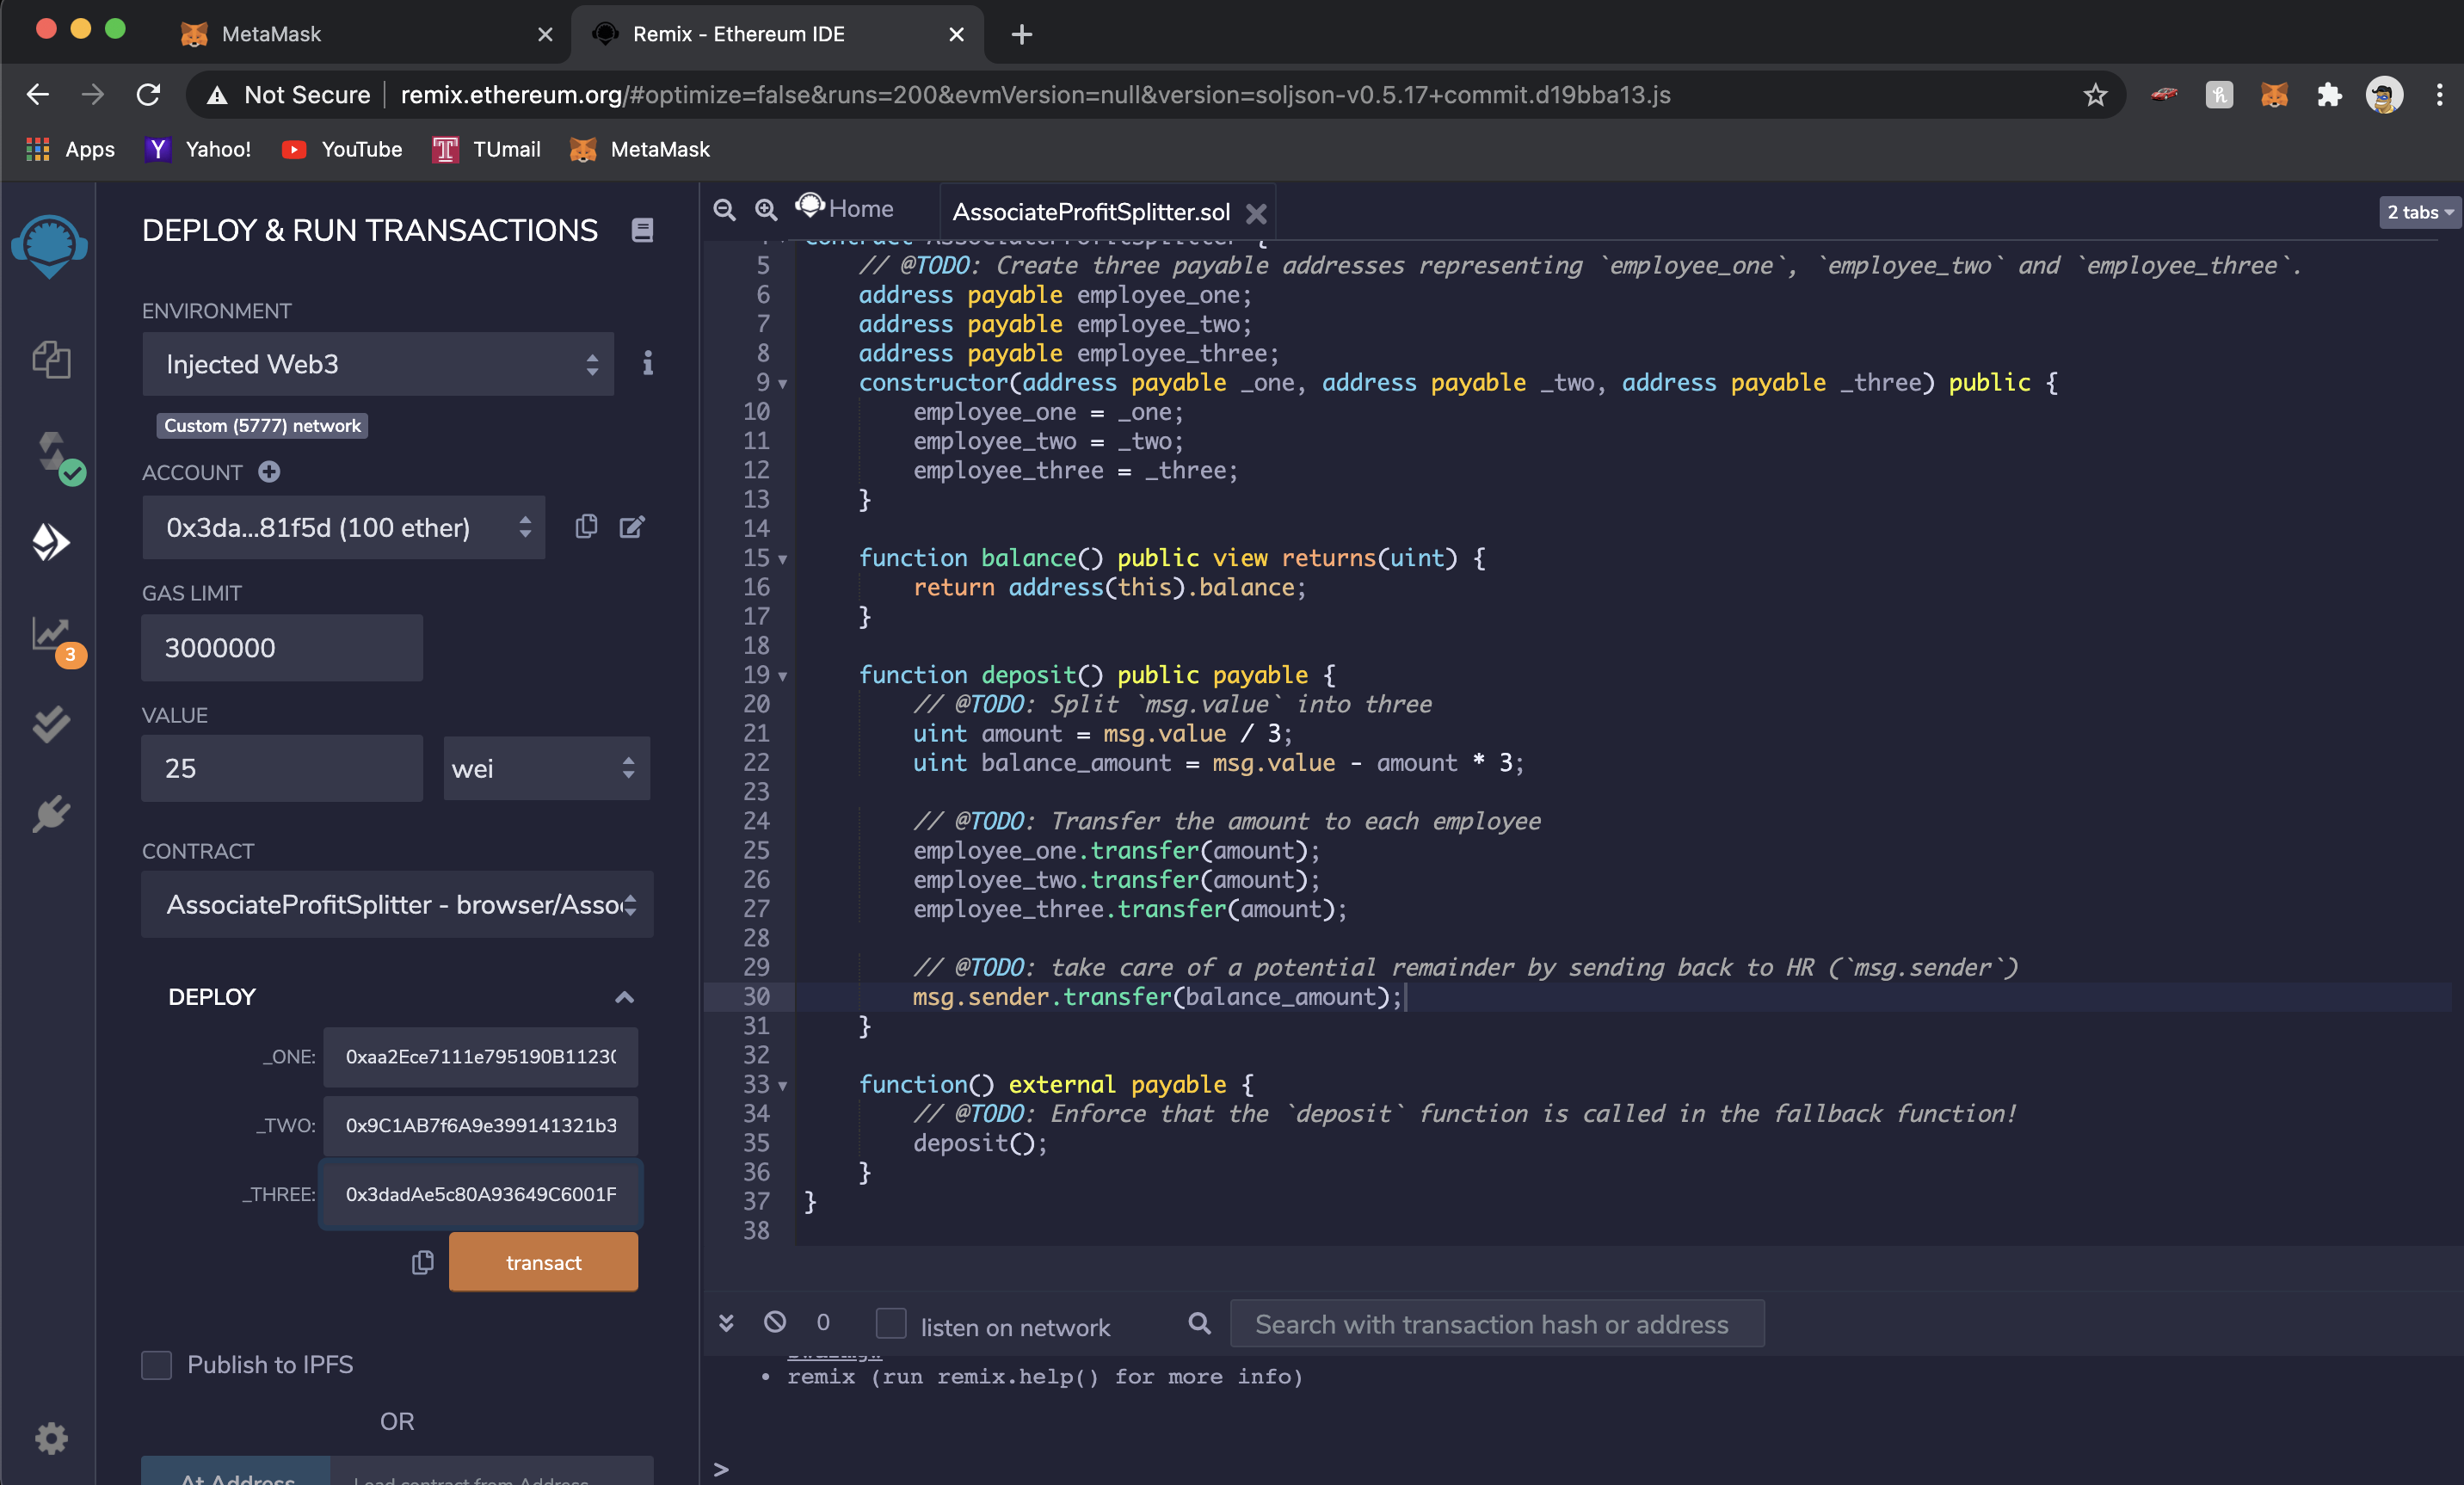 MetaMask
Remix - Ethereum IDE
Not Secure
remix.ethereum.org/#optimize=false&runs=200&evmVersion=null&version=soljson-v0.5.17+commit.d19bba13.js
Apps
Yahoo!
YouTube
TUmail
MetaMask
DEPLOY & RUN TRANSACTIONS
ENVIRONMENT
Injected Web3
Custom (5777) network
ACCOUNT
0x3da...81f5d (100 ether)
GAS LIMIT
3000000
VALUE
25
wei
CONTRACT
AssociateProfitSplitter - browser/Asso
DEPLOY
_ONE:
0xaa2Ece7111e795190B1123
_TWO:
0x9C1AB7f6A9e399141321b3
_THREE:
0x3dadAe5c80A93649C6001F
transact
Publish to IPFS
OR
At Address
Load contract from Address
3
Home
AssociateProfitSplitter.sol
2 tabs
contract AssociateProfitSplitter {
5 // @TODO: Create three payable addresses representing `employee_one`, `employee_two` and `employee_three`.
6 address payable employee_one;
7 address payable employee_two;
8 address payable employee_three;
9 constructor(address payable _one, address payable _two, address payable _three) public {
10 employee_one = _one;
11 employee_two = _two;
12 employee_three = _three;
13 }
14
15 function balance() public view returns(uint) {
16 return address(this).balance;
17 }
18
19 function deposit() public payable {
20 // @TODO: Split `msg.value` into three
21 uint amount = msg.value / 3;
22 uint balance_amount = msg.value - amount * 3;
23
24 // @TODO: Transfer the amount to each employee
25 employee_one.transfer(amount);
26 employee_two.transfer(amount);
27 employee_three.transfer(amount);
28
29 // @TODO: take care of a potential remainder by sending back to HR (`msg.sender`)
30 msg.sender.transfer(balance_amount);
31 }
32
33 function() external payable {
34 // @TODO: Enforce that the `deposit` function is called in the fallback function!
35 deposit();
36 }
37 }
38
0
listen on network
Search with transaction hash or address
• remix (run remix.help() for more info)
>